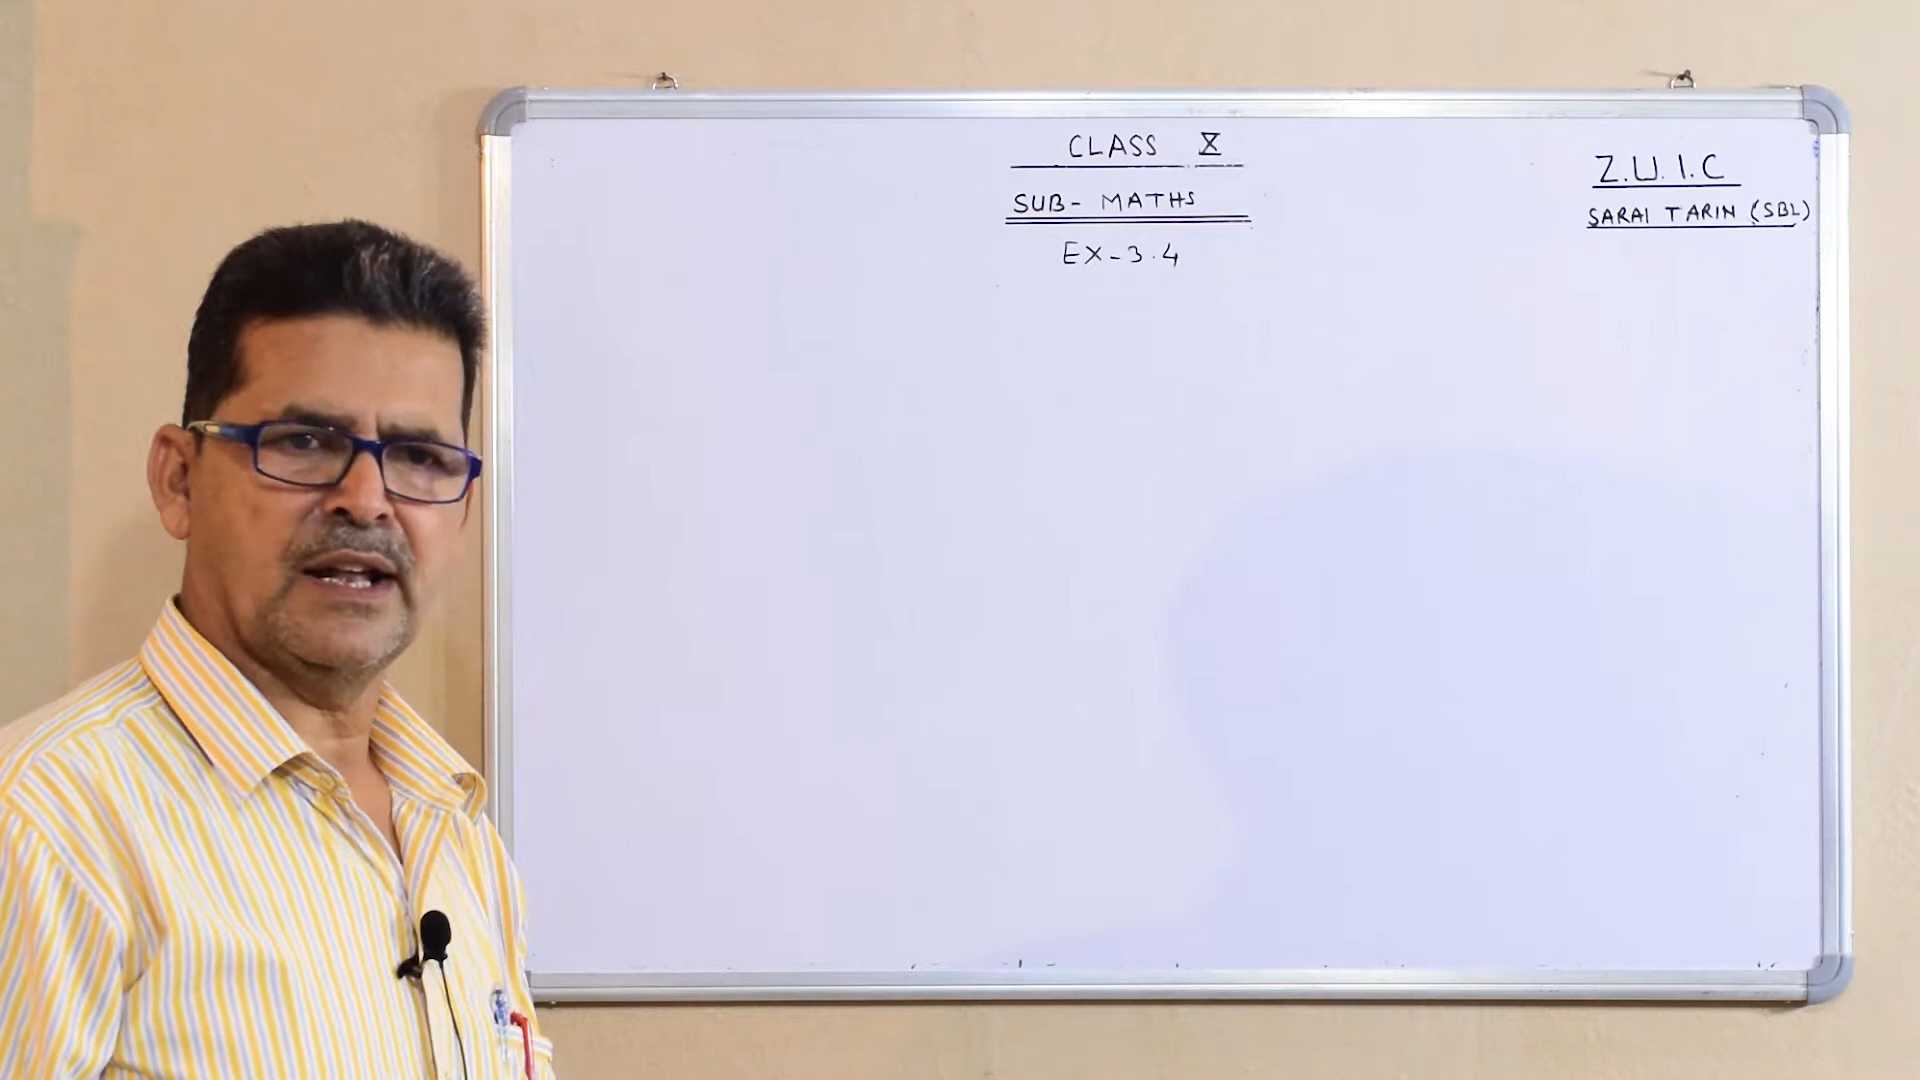 CLASS X
SUB- MATHS
EX-3.4
Z.U.I.C
SARAI TARIN (SBL)